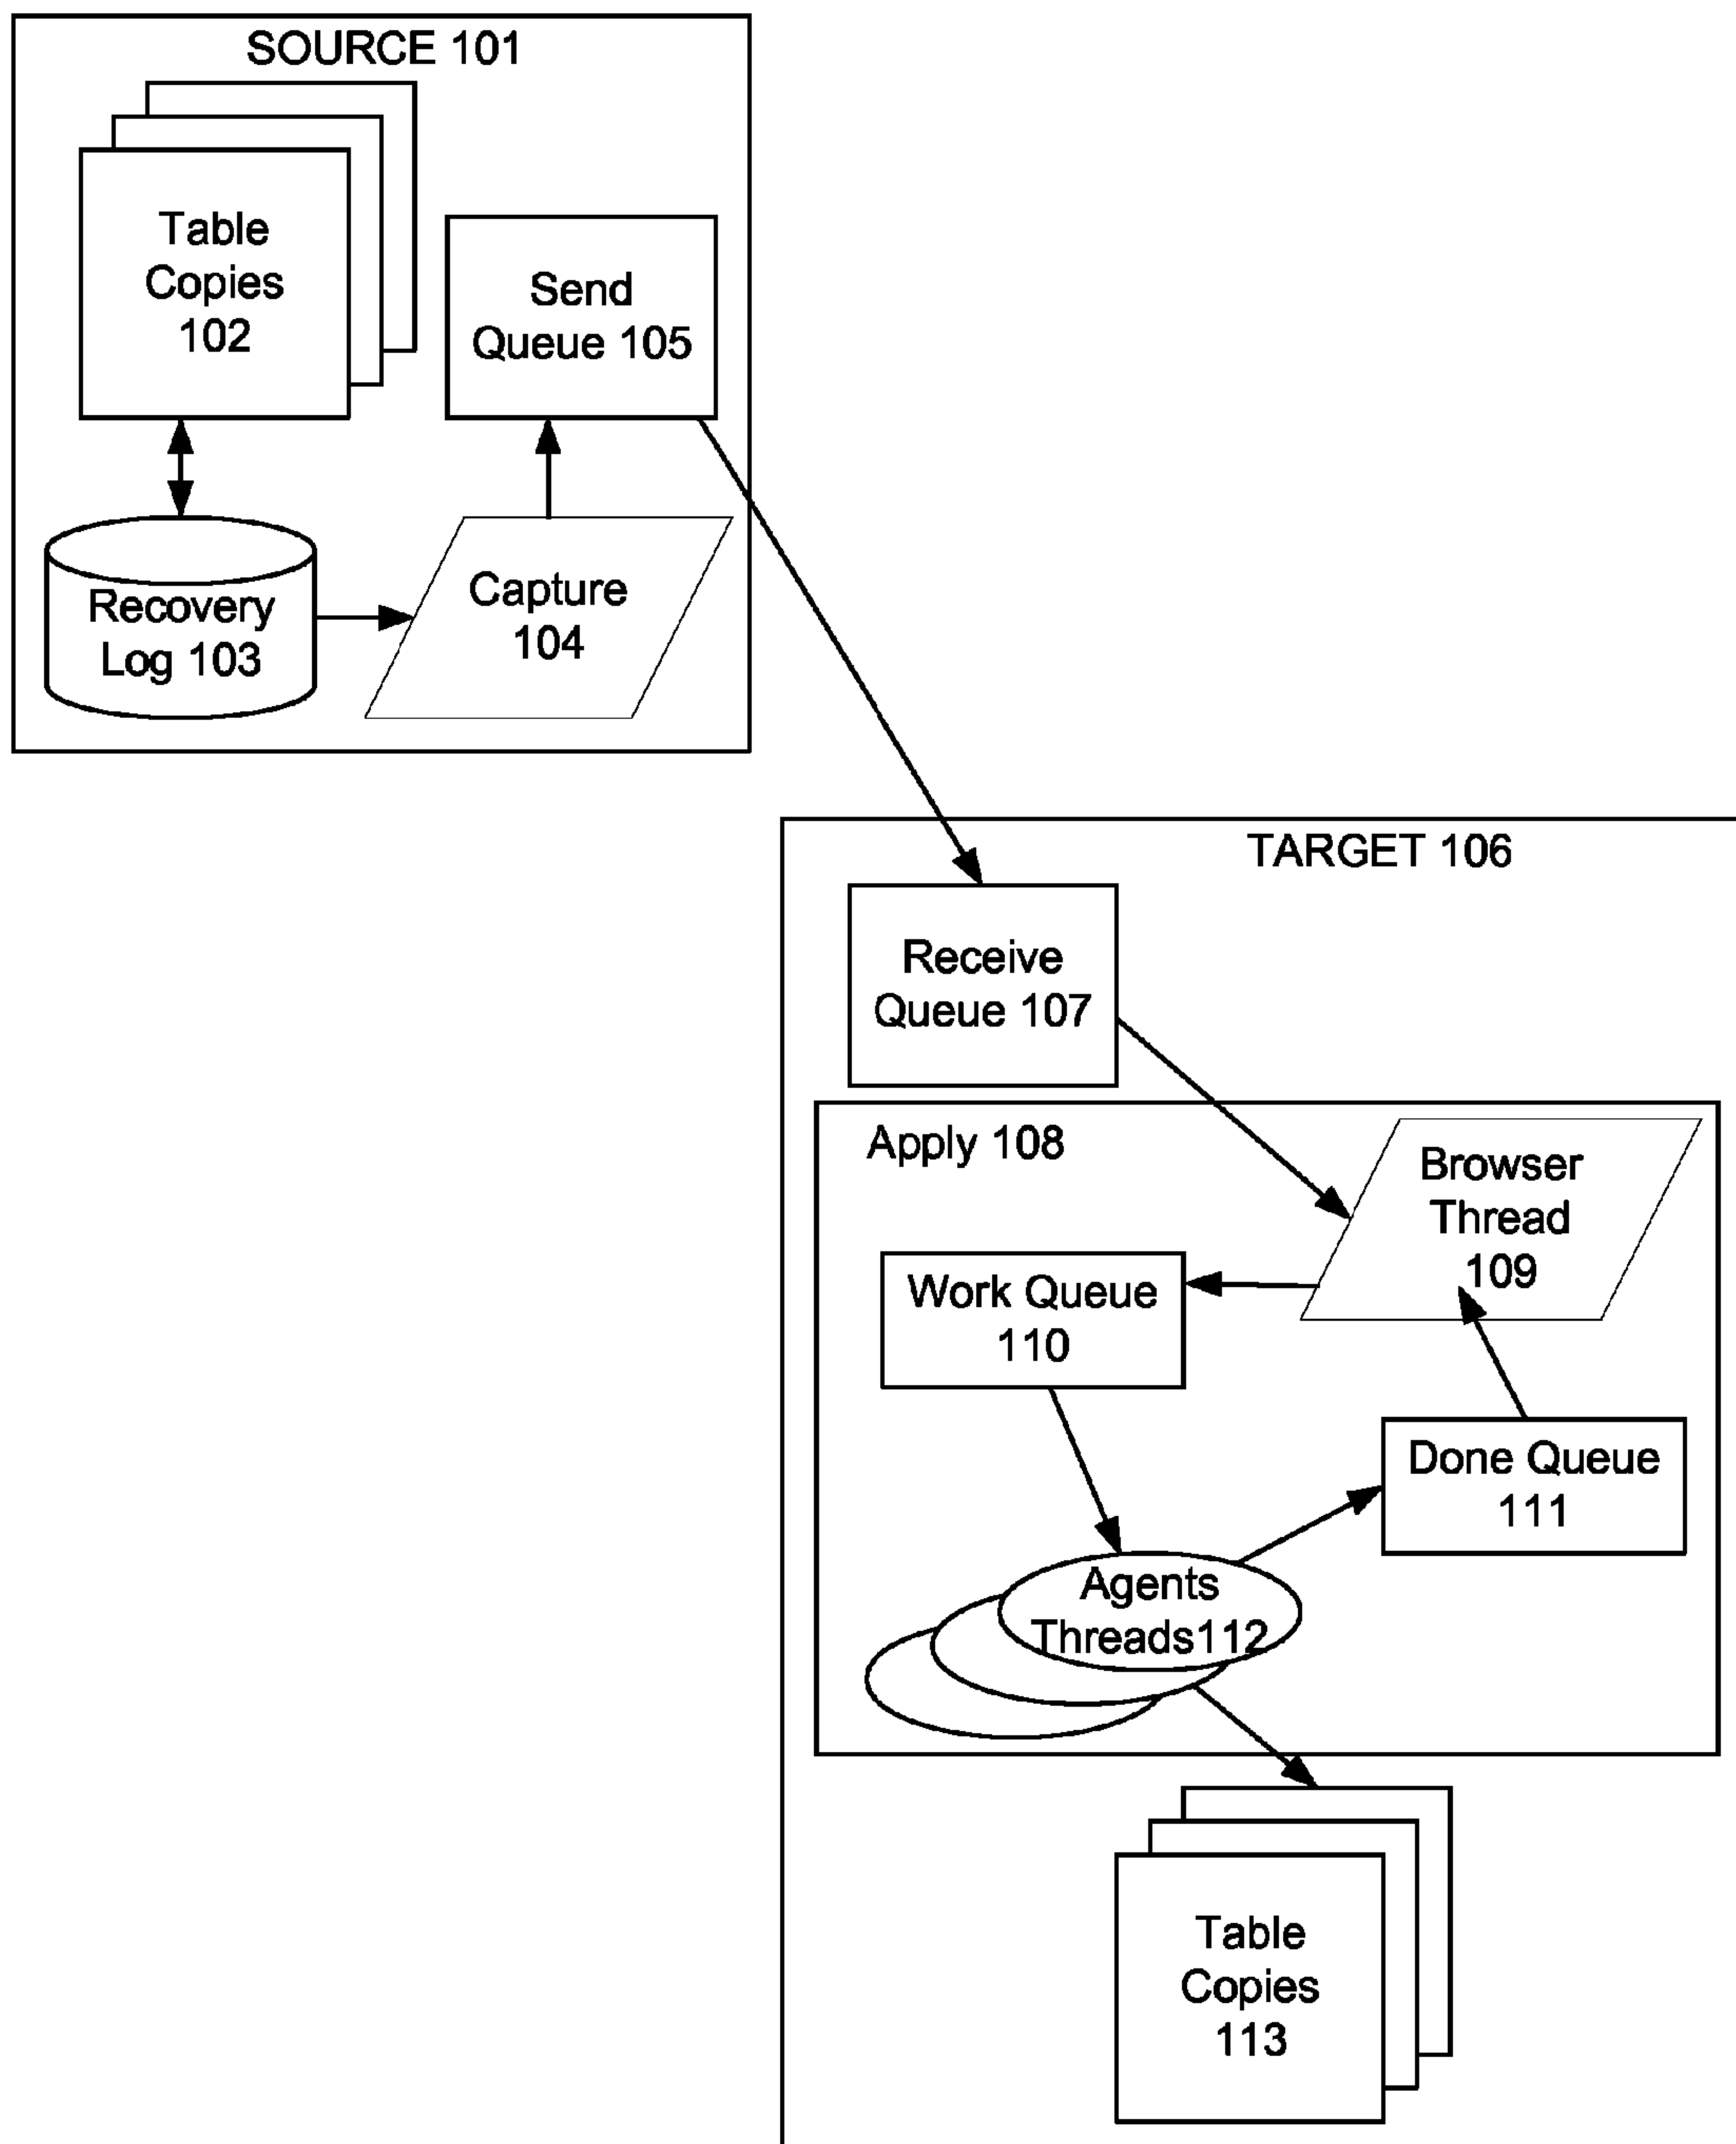 SOURCE 101
Table
Copies
102
Send
Queue 105
Recovery
Log 103
Capture
104
TARGET 106
Receive
Queue 107
Apply 108
Browser
Thread
109
Work Queue
110
Done Queue
111
Agents
Threads112
Table
Copies
113